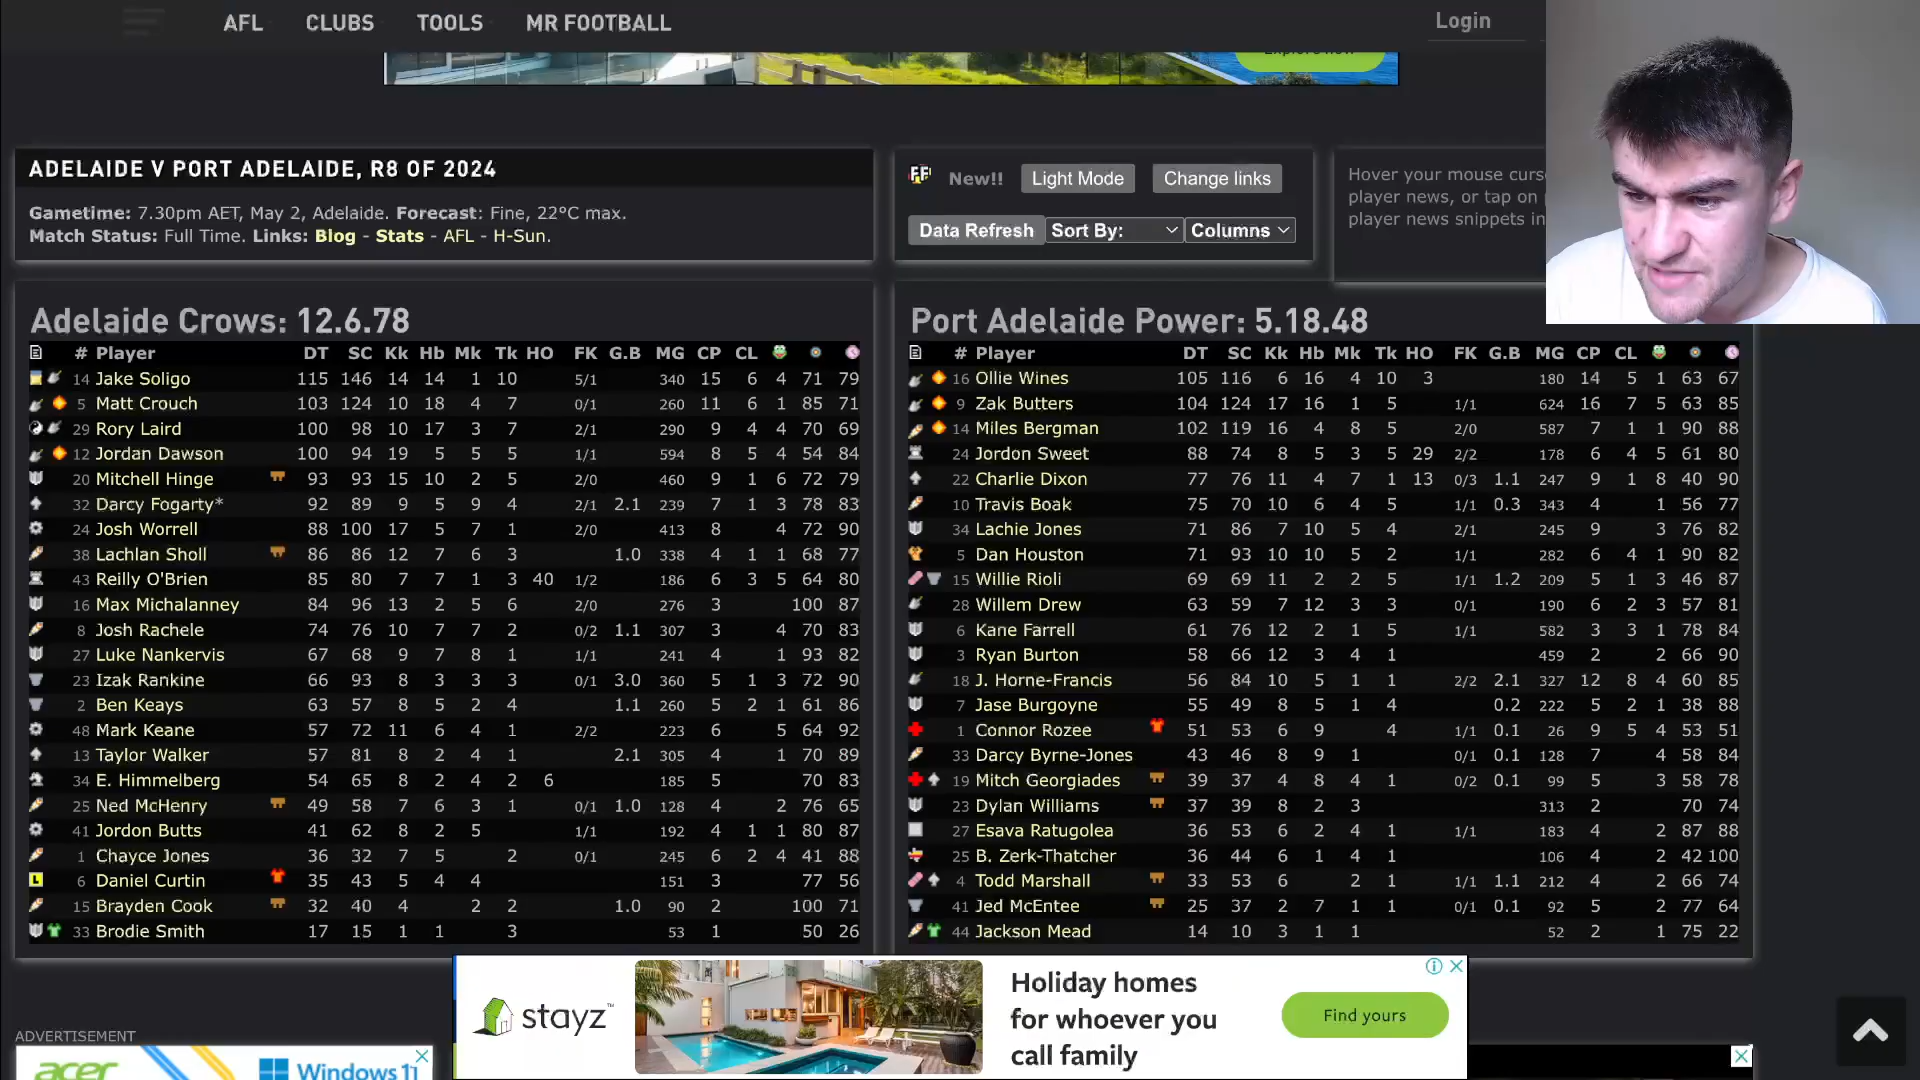 AFL CLUBS TOOLS MR FOOTBALL Login
ADELAIDE V PORT ADELAIDE, R8 OF 2024
Gametime: 7.30pm AET, May 2, Adelaide. Forecast: Fine, 22°C max.
Match Status: Full Time. Links: Blog - Stats - AFL - H-Sun.
FF New!! Light Mode Change links
Data Refresh Sort By: Columns
Hover your mouse
player news, or tap on
player news snippets in
Adelaide Crows: 12.6.78
# Player DT SC Kk Hb Mk Tk HO FK G.B MG CP CL
14 Jake Soligo 115 146 14 14 1 10 5/1 340 15 6 4 71 79
5 Matt Crouch 103 124 10 18 4 7 0/1 260 11 6 1 85 71
29 Rory Laird 100 98 10 17 3 7 2/1 290 9 4 4 70 69
12 Jordan Dawson 100 94 19 5 5 5 1/1 594 8 5 4 54 84
20 Mitchell Hinge 93 93 15 10 2 5 2/0 460 9 1 6 72 79
32 Darcy Fogarty* 92 89 9 5 9 4 2/1 2.1 239 7 1 3 78 83
24 Josh Worrell 88 100 17 5 7 1 2/0 413 8 4 72 90
38 Lachlan Sholl 86 86 12 7 6 3 1.0 338 4 1 1 68 77
43 Reilly O'Brien 85 80 7 7 1 3 40 1/2 186 6 3 5 64 80
16 Max Michalanney 84 96 13 2 5 6 2/0 276 3 100 87
8 Josh Rachele 74 76 10 7 7 2 0/2 1.1 307 3 4 70 83
27 Luke Nankervis 67 68 9 7 8 1 1/1 241 4 1 93 82
23 Izak Rankine 66 93 8 3 3 3 0/1 3.0 360 5 1 3 72 90
2 Ben Keays 63 57 8 5 2 4 1.1 260 5 2 1 61 86
48 Mark Keane 57 72 11 6 4 1 2/2 223 6 5 64 92
13 Taylor Walker 57 81 8 2 4 1 2.1 305 4 1 70 89
34 E. Himmelberg 54 65 8 2 4 2 6 185 5 70 83
25 Ned McHenry 49 58 7 6 3 1 0/1 1.0 128 4 2 76 65
41 Jordon Butts 41 62 8 2 5 1/1 192 4 1 1 80 87
1 Chayce Jones 36 32 7 5 2 0/1 245 6 2 4 41 88
L 6 Daniel Curtin 35 43 5 4 4 151 3 77 56
15 Brayden Cook 32 40 4 2 2 1.0 90 2 100 71
33 Brodie Smith 17 15 1 1 3 53 1 50 26
Port Adelaide Power: 5.18.48
# Player DT SC Kk Hb Mk Tk HO FK G.B MG CP CL
16 Ollie Wines 105 116 6 16 4 10 3 180 14 5 1 63 67
9 Zak Butters 104 124 17 16 1 5 1/1 624 16 7 5 63 85
14 Miles Bergman 102 119 16 4 8 5 2/0 587 7 1 1 90 88
24 Jordon Sweet 88 74 8 5 3 5 29 2/2 178 6 4 5 61 80
22 Charlie Dixon 77 76 11 4 7 1 13 0/3 1.1 247 9 1 8 40 90
10 Travis Boak 75 70 10 6 4 5 1/1 0.3 343 4 1 56 77
34 Lachie Jones 71 86 7 10 5 4 2/1 245 9 3 76 82
5 Dan Houston 71 93 10 10 5 2 1/1 282 6 4 1 90 82
15 Willie Rioli 69 69 11 2 2 5 1/1 1.2 209 5 1 3 46 87
28 Willem Drew 63 59 7 12 3 3 0/1 190 6 2 3 57 81
6 Kane Farrell 61 76 12 2 1 5 1/1 582 3 3 1 78 84
3 Ryan Burton 58 66 12 3 4 1 459 2 2 66 90
18 J. Horne-Francis 56 84 10 5 1 1 2/2 2.1 327 12 8 4 60 85
7 Jase Burgoyne 55 49 8 5 1 4 0.2 222 5 2 1 38 88
1 Connor Rozee 51 53 6 9 4 1/1 0.1 26 9 5 4 53 51
33 Darcy Byrne-Jones 43 46 8 9 1 0/1 0.1 128 7 4 58 84
19 Mitch Georgiades 39 37 4 8 4 1 0/2 0.1 99 5 3 58 78
23 Dylan Williams 37 39 8 2 3 313 2 70 74
27 Esava Ratugolea 36 53 6 2 4 1 1/1 183 4 2 87 88
25 B. Zerk-Thatcher 36 44 6 1 4 1 106 4 2 42 100
4 Todd Marshall 33 53 6 2 1 1/1 1.1 212 4 2 66 74
41 Jed McEntee 25 37 2 7 1 1 0/1 0.1 92 5 2 77 64
44 Jackson Mead 14 10 3 1 1 52 2 1 75 22
stayz™
Holiday homes
for whoever you
call family
Find yours
ADVERTISEMENT
acer
Windows 11